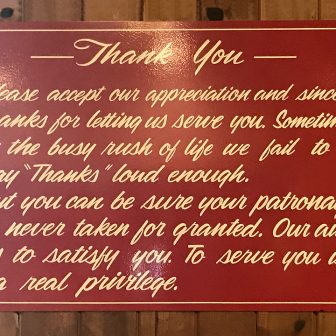 — Thank You —
ease accept our appreciation and since
anks for letting us serve you. Sometim
the busy rush of life we fail to
ay "Thanks" loud enough.
ut you can be sure your patrona
never taken for granted. Our ai
to satisfy you. To serve you i
a real privilege.